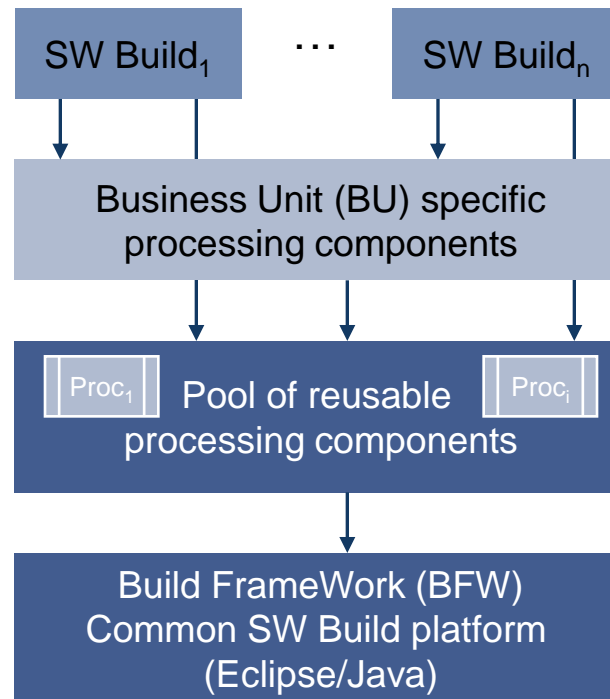 SW Build₁ ... SW Buildₙ
Business Unit (BU) specific
processing components
Proc₁ Procᵢ
Pool of reusable
processing components
Build FrameWork (BFW)
Common SW Build platform
(Eclipse/Java)